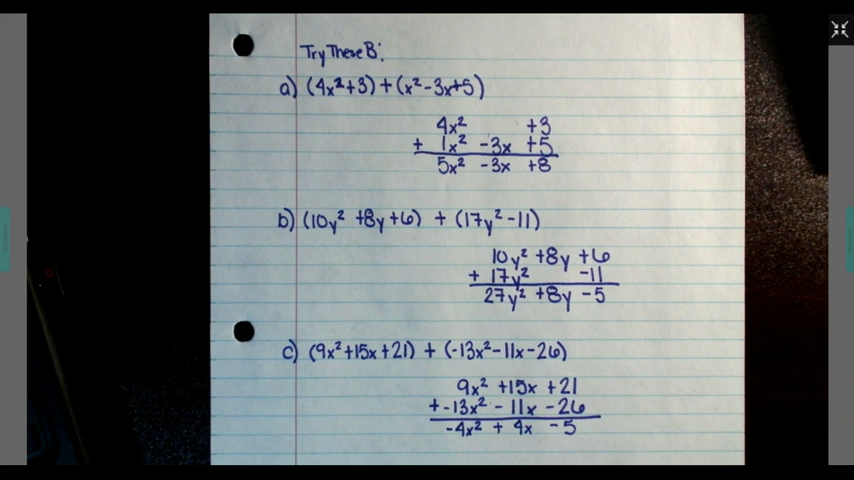 Try These B:
a) (4x²+3) + (x²-3x+5)
4x² +3
+ 1x² -3x +5
5x² -3x +8
b) (10y² +8y+6) + (17y²-11)
10y² +8y +6
+ 17y² -11
27y² +8y -5
c) (9x²+15x+21) + (-13x²-11x-26)
9x² +15x +21
+-13x² - 11x -26
-4x² + 4x -5